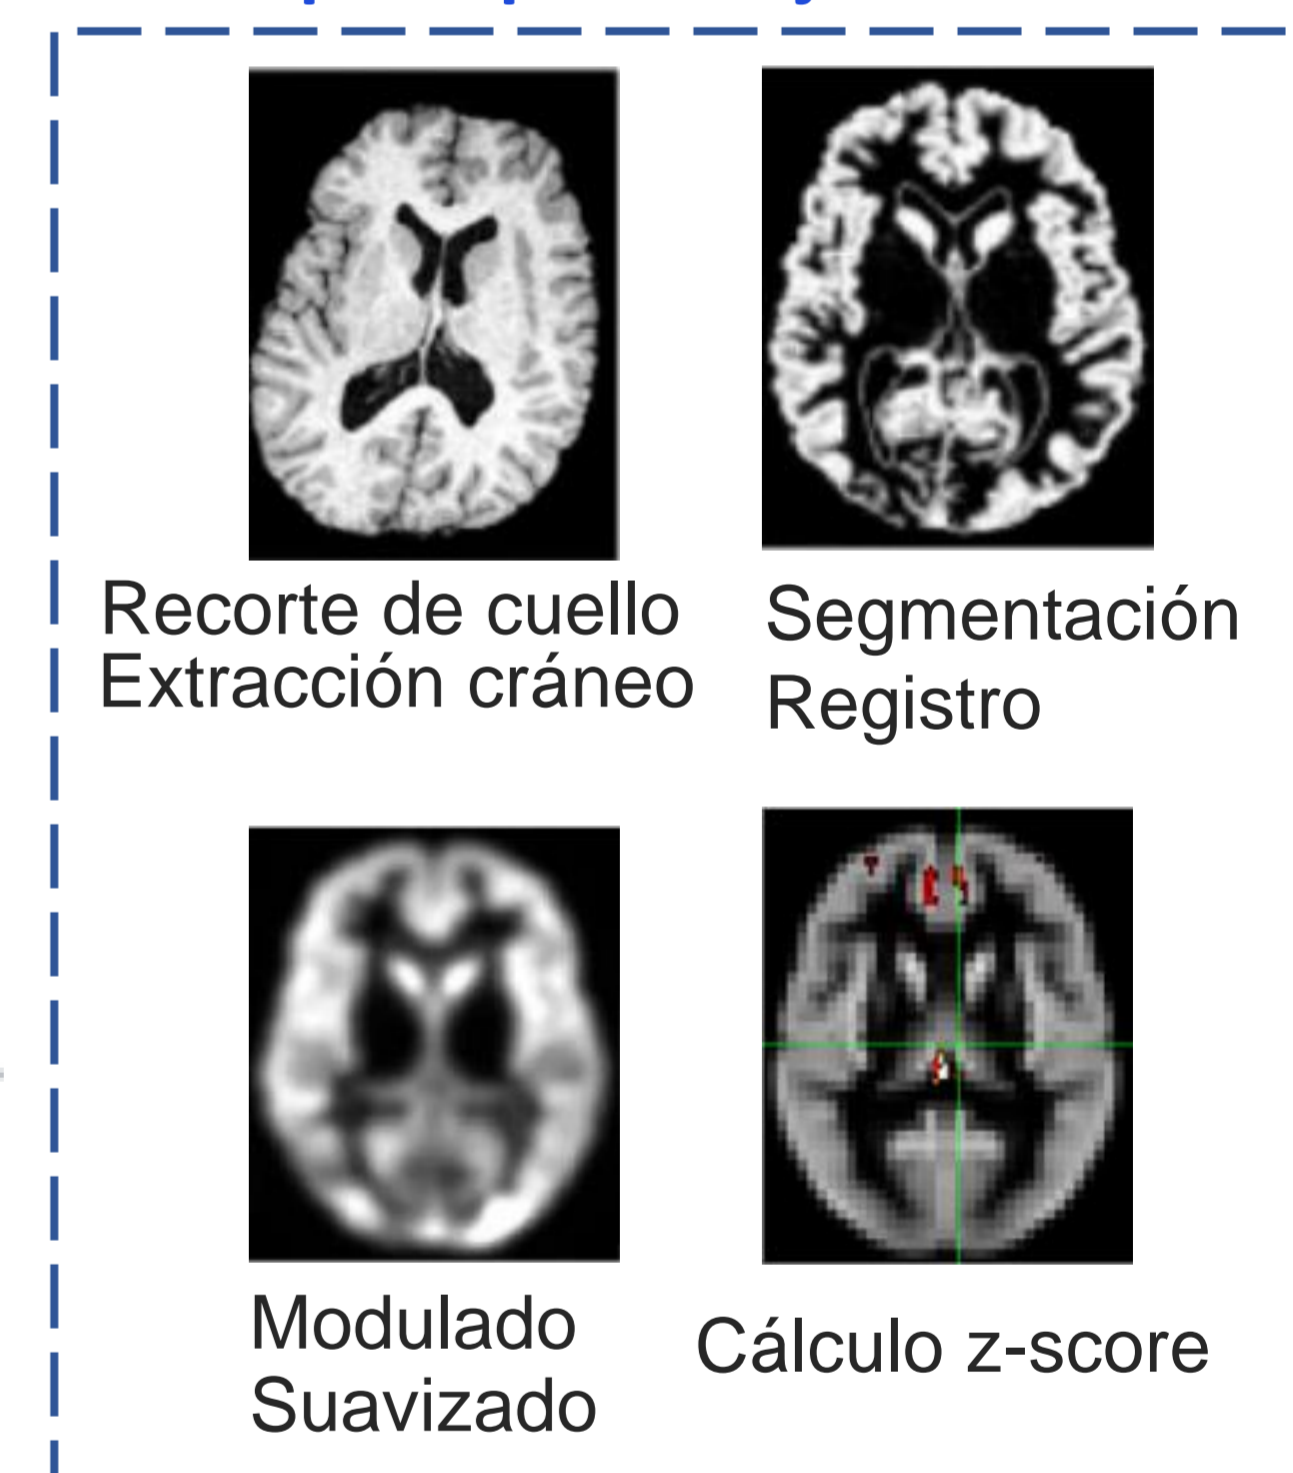 Recorte de cuello
Extracción cráneo
Segmentación
Registro
Modulado
Suavizado
Cálculo z-score